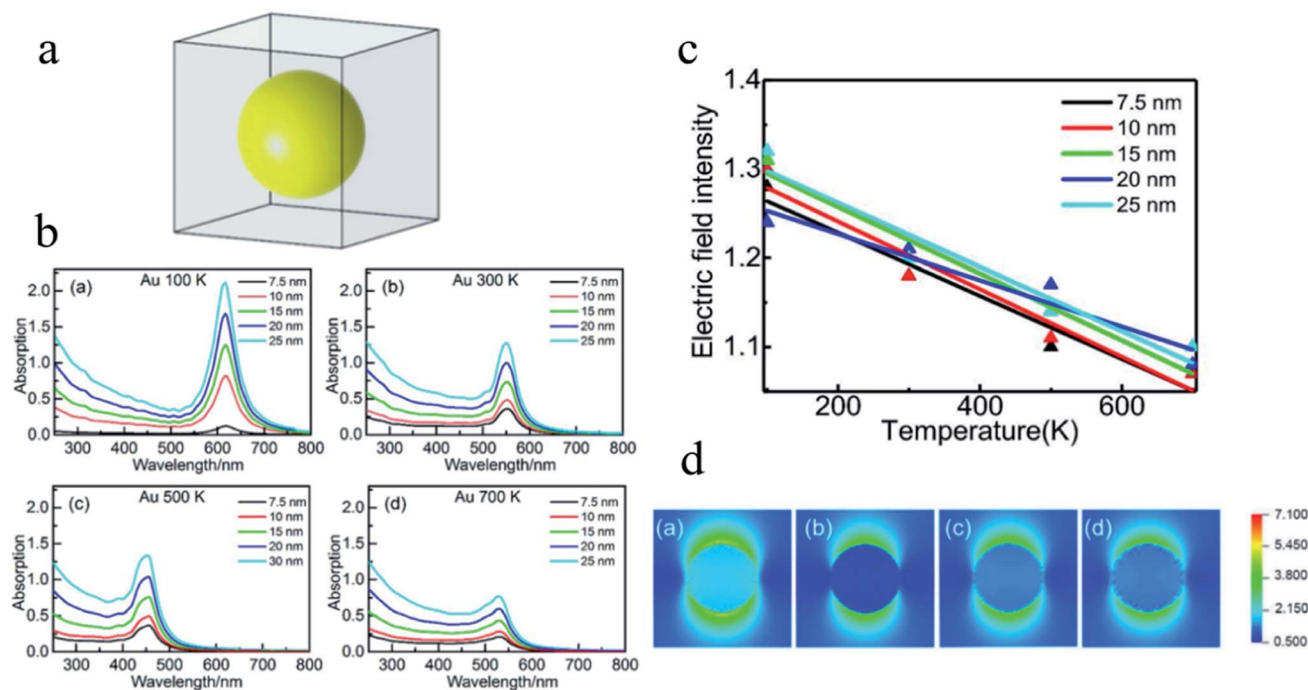 a
b
(a) Au 100 K
7.5 nm
10 nm
15 nm
20 nm
25 nm
Absorption
2.0
1.5
1.0
0.5
0.0
300 400 500 600 700 800
Wavelength/nm
(b) Au 300 K
7.5 nm
10 nm
15 nm
20 nm
25 nm
Absorption
2.0
1.5
1.0
0.5
0.0
300 400 500 600 700 800
Wavelength/nm
(c) Au 500 K
7.5 nm
10 nm
15 nm
20 nm
30 nm
Absorption
2.0
1.5
1.0
0.5
0.0
300 400 500 600 700 800
Wavelength/nm
(d) Au 700 K
7.5 nm
10 nm
15 nm
20 nm
25 nm
Absorption
2.0
1.5
1.0
0.5
0.0
300 400 500 600 700 800
Wavelength/nm
c
Electric field intensity
1.4
1.3
1.2
1.1
7.5 nm
10 nm
15 nm
20 nm
25 nm
200 400 600
Temperature(K)
d
(a) (b) (c) (d)
7.100
5.450
3.800
2.150
0.500